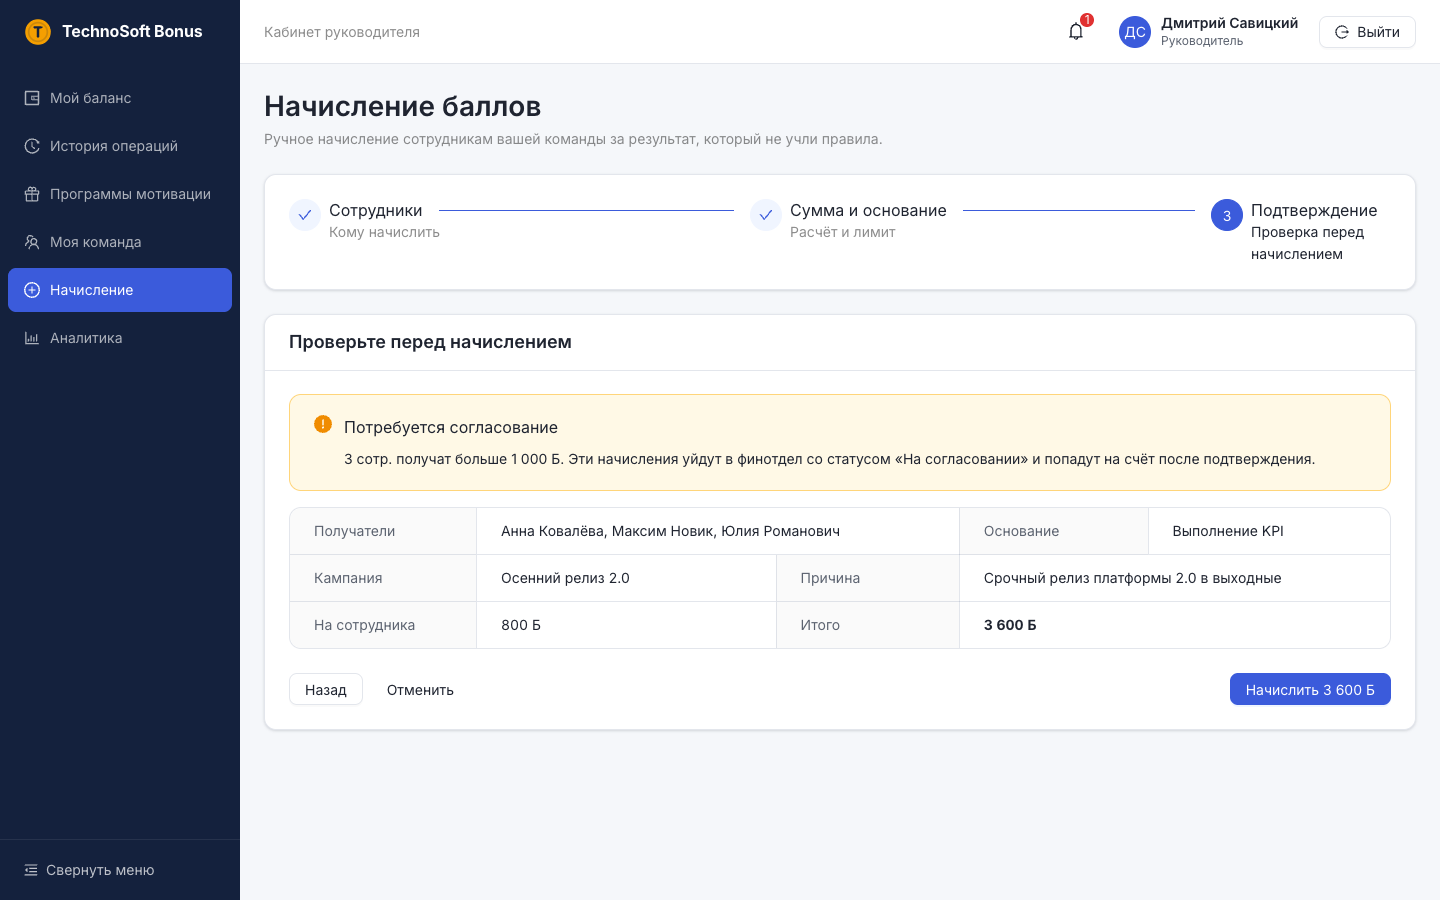 T
TechnoSoft Bonus
Кабинет руководителя
1
ДС
Дмитрий Савицкий
Руководитель
Выйти
Мой баланс
История операций
Программы мотивации
Моя команда
Начисление
Аналитика
Свернуть меню
Начисление баллов
Ручное начисление сотрудникам вашей команды за результат, который не учли правила.
Сотрудники
Кому начислить
Сумма и основание
Расчёт и лимит
3
Подтверждение
Проверка перед
начислением
Проверьте перед начислением
Потребуется согласование
3 сотр. получат больше 1 000 Б. Эти начисления уйдут в финотдел со статусом «На согласовании» и попадут на счёт после подтверждения.
Получатели
Анна Ковалёва, Максим Новик, Юлия Романович
Основание
Выполнение KPI
Кампания
Осенний релиз 2.0
Причина
Срочный релиз платформы 2.0 в выходные
На сотрудника
800 Б
Итого
3 600 Б
Назад
Отменить
Начислить 3 600 Б